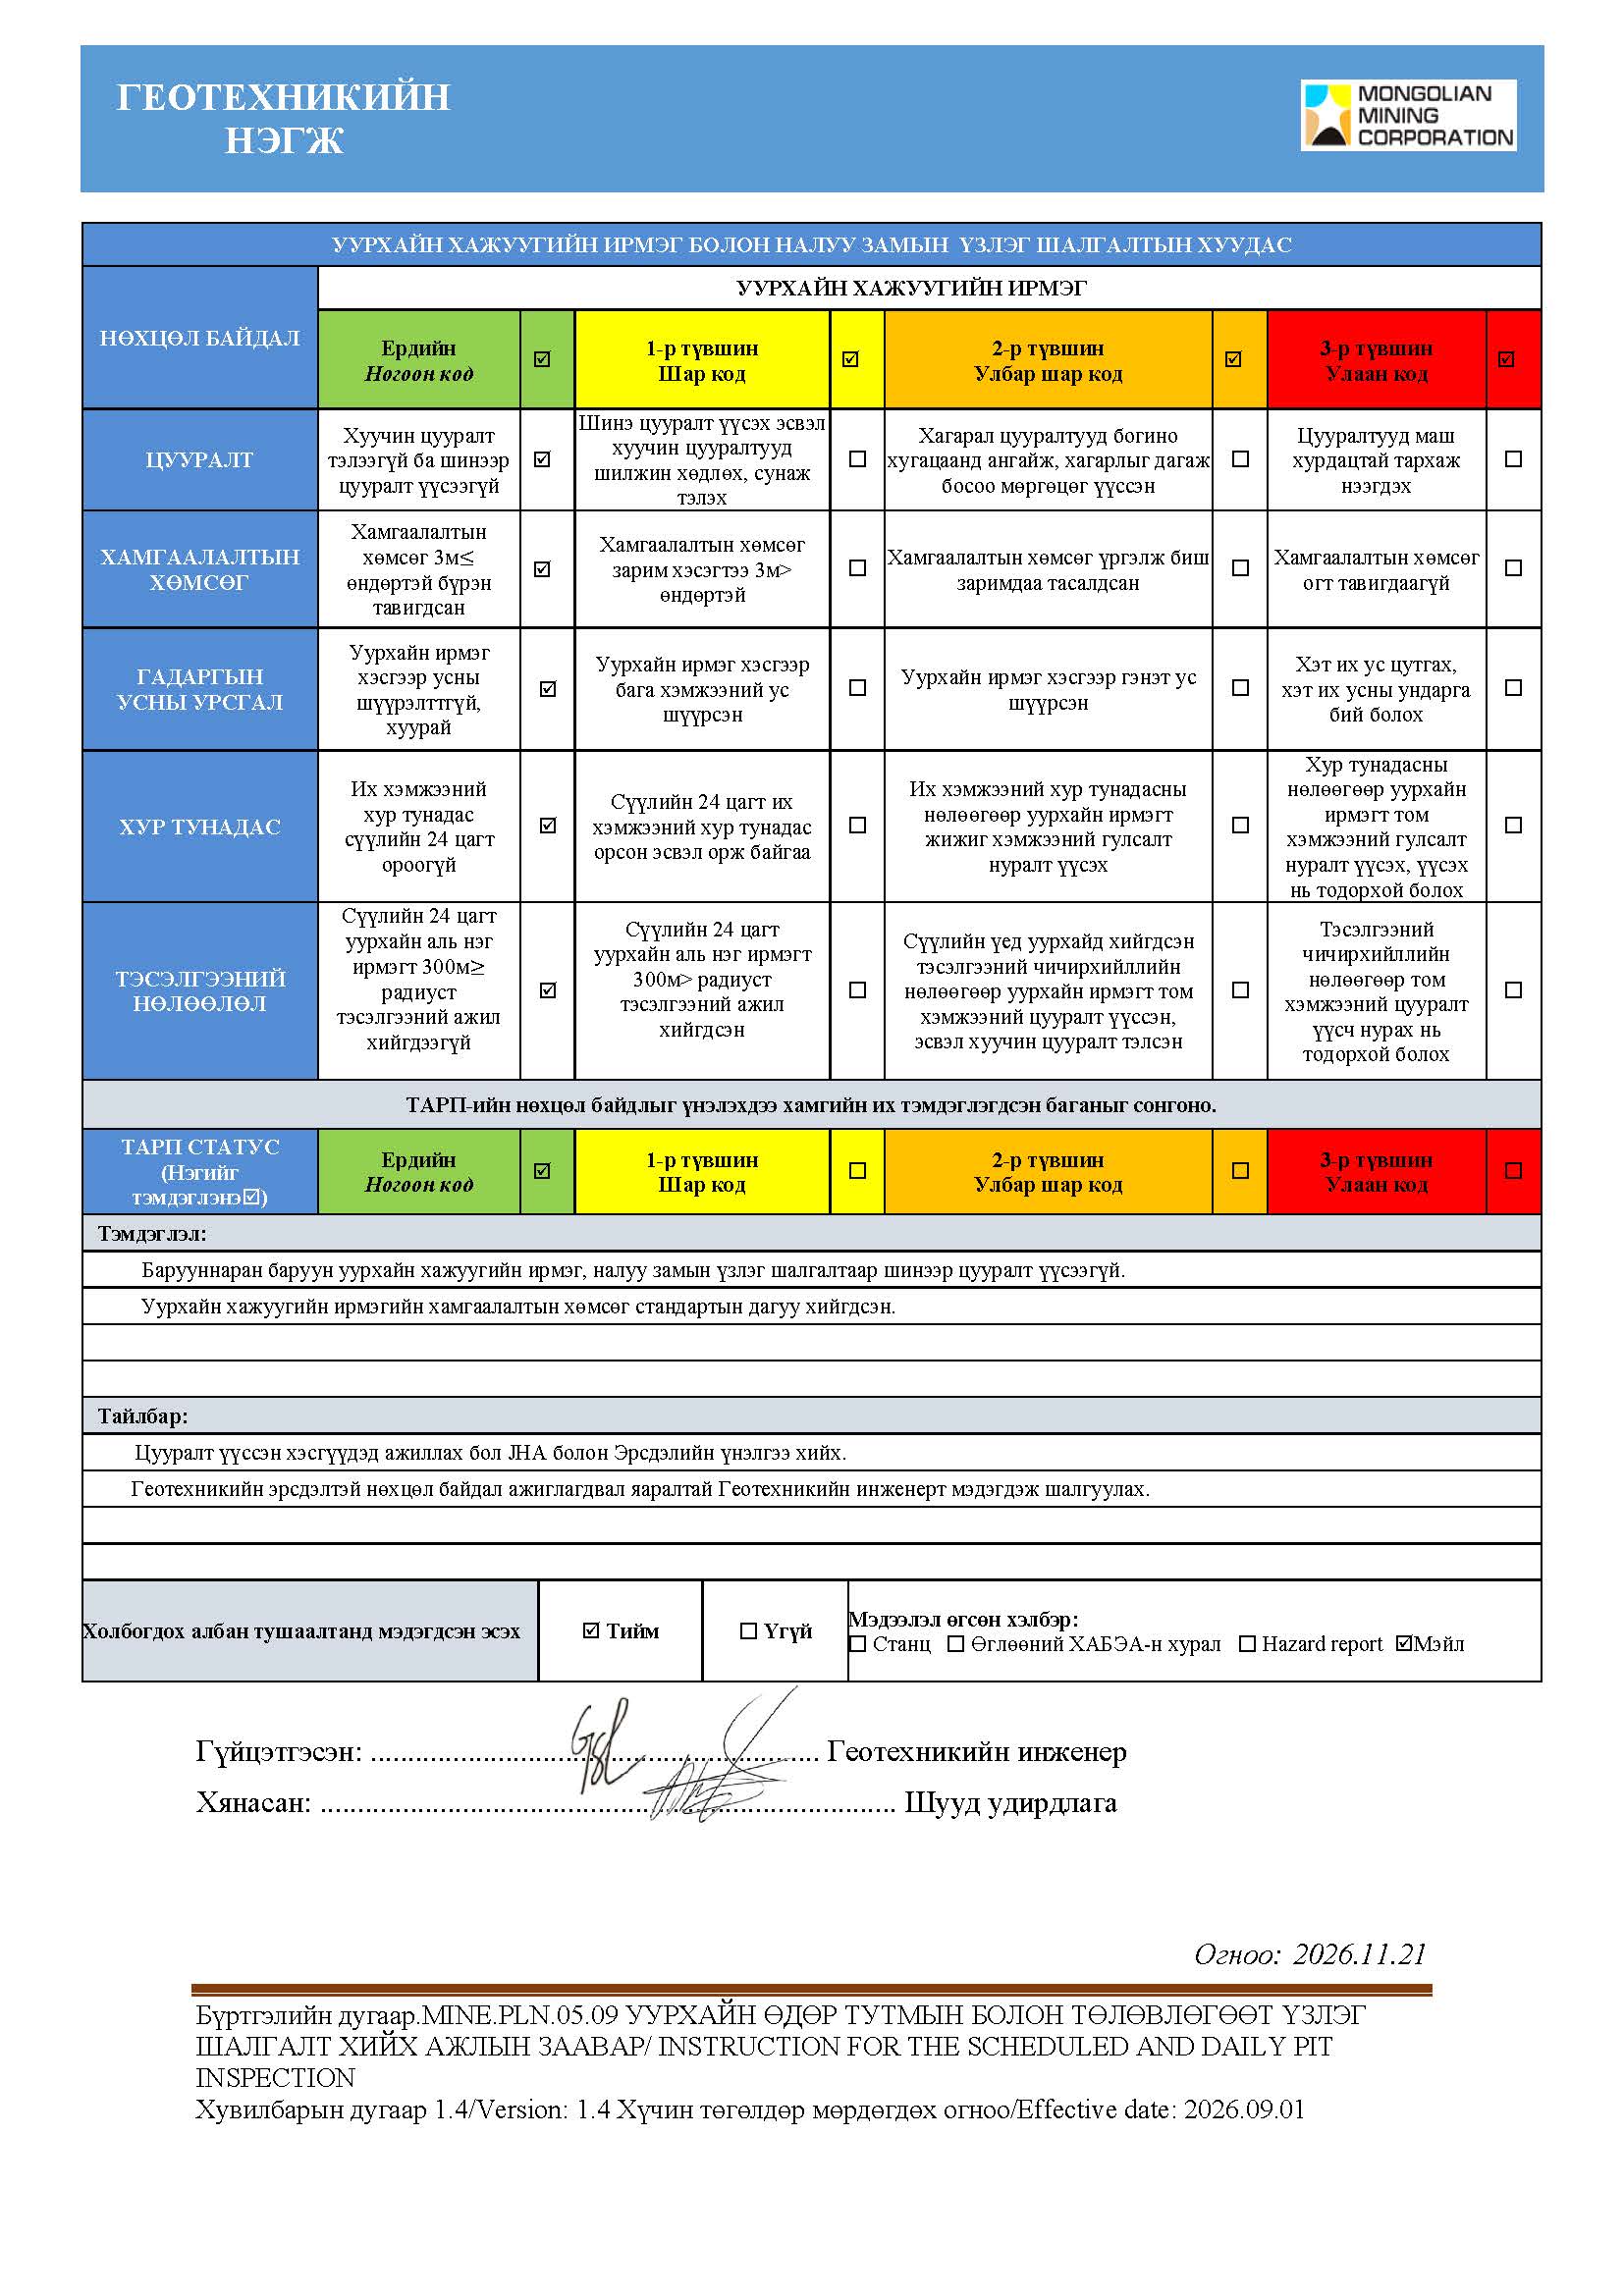 ГЕОТЕХНИКИЙН
НЭГЖ
MONGOLIAN
MINING
CORPORATION
УУРХАЙН ХАЖУУГИЙН ИРМЭГ БОЛОН НАЛУУ ЗАМЫН ҮЗЛЭГ ШАЛГАЛТЫН ХУУДАС
НӨХЦӨЛ БАЙДАЛ
УУРХАЙН ХАЖУУГИЙН ИРМЭГ
Ердийн
Ногоон код
☑
1-р түвшин
Шар код
☑
2-р түвшин
Улбар шар код
☑
3-р түвшин
Улаан код
☑
ЦУУРАЛТ
Хуучин цууралт
тэлээгүй ба шинээр
цууралт үүсээгүй
☑
Шинэ цууралт үүсэх эсвэл
хуучин цууралтууд
шилжин хөдлөх, сунаж
тэлэх
☐
Хагарал цууралтууд богино
хугацаанд ангайж, хагарлыг дагаж
босоо мөргөцөг үүссэн
☐
Цууралтууд маш
хурдацтай тархаж
нээгдэх
☐
ХАМГААЛАЛТЫН
ХӨМСӨГ
Хамгаалалтын
хөмсөг 3м≤
өндөртэй бүрэн
тавигдсан
☑
Хамгаалалтын хөмсөг
зарим хэсэгтээ 3м>
өндөртэй
☐
Хамгаалалтын хөмсөг үргэлж биш
заримдаа тасалдсан
☐
Хамгаалалтын хөмсөг
огт тавигдаагүй
☐
ГАДАРГЫН
УСНЫ УРСГАЛ
Уурхайн ирмэг
хэсгээр усны
шүүрэлттгүй,
хуурай
☑
Уурхайн ирмэг хэсгээр
бага хэмжээний ус
шүүрсэн
☐
Уурхайн ирмэг хэсгээр гэнэт ус
шүүрсэн
☐
Хэт их ус цутгах,
хэт их усны ундарга
бий болох
☐
ХУР ТУНАДАС
Их хэмжээний
хур тунадас
сүүлийн 24 цагт
ороогүй
☑
Сүүлийн 24 цагт их
хэмжээний хур тунадас
орсон эсвэл орж байгаа
☐
Их хэмжээний хур тунадасны
нөлөөгөөр уурхайн ирмэгт
жижиг хэмжээний гулсалт
нуралт үүсэх
☐
Хур тунадасны
нөлөөгөөр уурхайн
ирмэгт том
хэмжээний гулсалт
нуралт үүсэх, үүсэх
нь тодорхой болох
☐
ТЭСЭЛГЭЭНИЙ
НӨЛӨӨЛӨЛ
Сүүлийн 24 цагт
уурхайн аль нэг
ирмэгт 300м≥
радиуст
тэсэлгээний ажил
хийгдээгүй
☑
Сүүлийн 24 цагт
уурхайн аль нэг ирмэгт
300м> радиуст
тэсэлгээний ажил
хийгдсэн
☐
Сүүлийн үед уурхайд хийгдсэн
тэсэлгээний чичирхийллийн
нөлөөгөөр уурхайн ирмэгт том
хэмжээний цууралт үүссэн,
эсвэл хуучин цууралт тэлсэн
☐
Тэсэлгээний
чичирхийллийн
нөлөөгөөр том
хэмжээний цууралт
үүсч нурах нь
тодорхой болох
☐
ТАРП-ийн нөхцөл байдлыг үнэлэхдээ хамгийн их тэмдэглэгдсэн баганыг сонгоно.
ТАРП СТАТУС
(Нэгийг
тэмдэглэнэ☑)
Ердийн
Ногоон код
☑
1-р түвшин
Шар код
☐
2-р түвшин
Улбар шар код
☐
3-р түвшин
Улаан код
☐
Тэмдэглэл:
Барууннаран баруун уурхайн хажуугийн ирмэг, налуу замын үзлэг шалгалтаар шинээр цууралт үүсээгүй.
Уурхайн хажуугийн ирмэгийн хамгаалалтын хөмсөг стандартын дагуу хийгдсэн.
Тайлбар:
Цууралт үүссэн хэсгүүдэд ажиллах бол JHA болон Эрсдэлийн үнэлгээ хийх.
Геотехникийн эрсдэлтэй нөхцөл байдал ажиглагдвал яаралтай Геотехникийн инженерт мэдэгдэж шалгуулах.
Холбогдох албан тушаалтанд мэдэгдсэн эсэх
☑ Тийм
☐ Үгүй
Мэдээлэл өгсөн хэлбэр:
☐ Станц ☐ Өглөөний ХАБЭА-н хурал ☐ Hazard report ☑Мэйл
Гүйцэтгэсэн: ............................................................ Геотехникийн инженер
Хянасан: ............................................................................. Шууд удирдлага
Огноо: 2026.11.21
Бүртгэлийн дугаар.MINE.PLN.05.09 УУРХАЙН ӨДӨР ТУТМЫН БОЛОН ТӨЛӨВЛӨГӨӨТ ҮЗЛЭГ
ШАЛГАЛТ ХИЙХ АЖЛЫН ЗААВАР/ INSTRUCTION FOR THE SCHEDULED AND DAILY PIT
INSPECTION
Хувилбарын дугаар 1.4/Version: 1.4 Хүчин төгөлдөр мөрдөгдөх огноо/Effective date: 2026.09.01